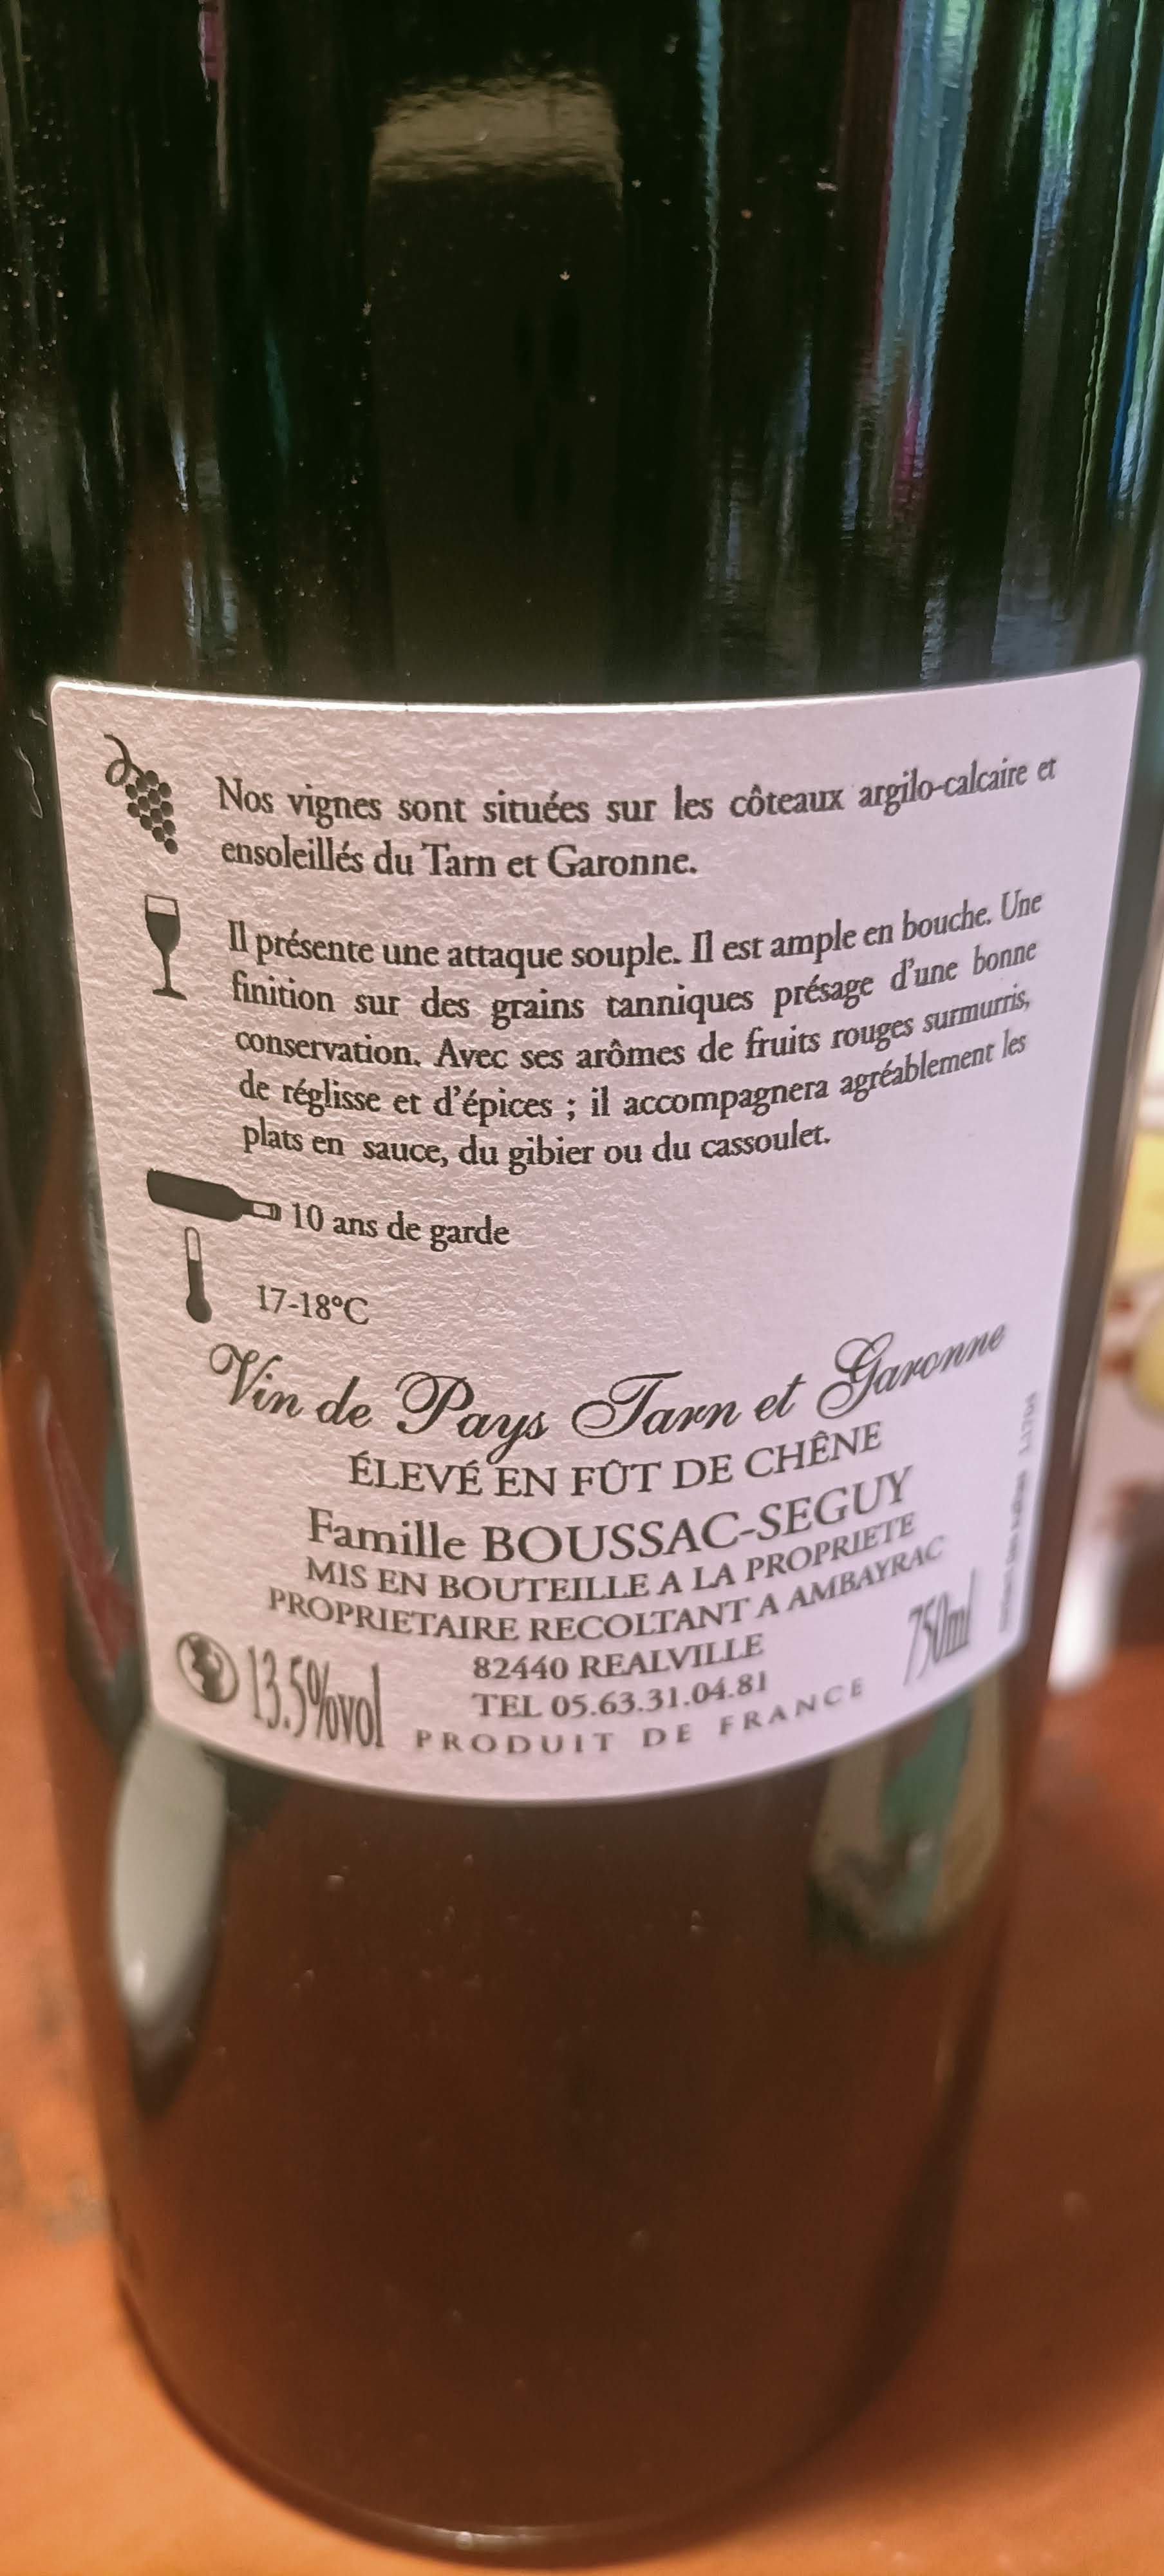 Nos vignes sont situées sur les côteaux argilo-calcaire et
ensoleillés du Tarn et Garonne.
Il présente une attaque souple. Il est ample en bouche. Une
finition sur des grains tanniques présage d'une bonne
conservation. Avec ses arômes de fruits rouges surmurris,
de réglisse et d'épices ; il accompagnera agréablement les
plats en sauce, du gibier ou du cassoulet.
10 ans de garde
17-18°C
Vin de Pays Tarn et Garonne
ÉLEVÉ EN FÛT DE CHÊNE
Famille BOUSSAC-SEGUY
MIS EN BOUTEILLE A LA PROPRIETE
PROPRIETAIRE RECOLTANT A AMBAYRAC
82440 REALVILLE
TEL 05.63.31.04.81
PRODUIT DE FRANCE
13.5%vol
750ml